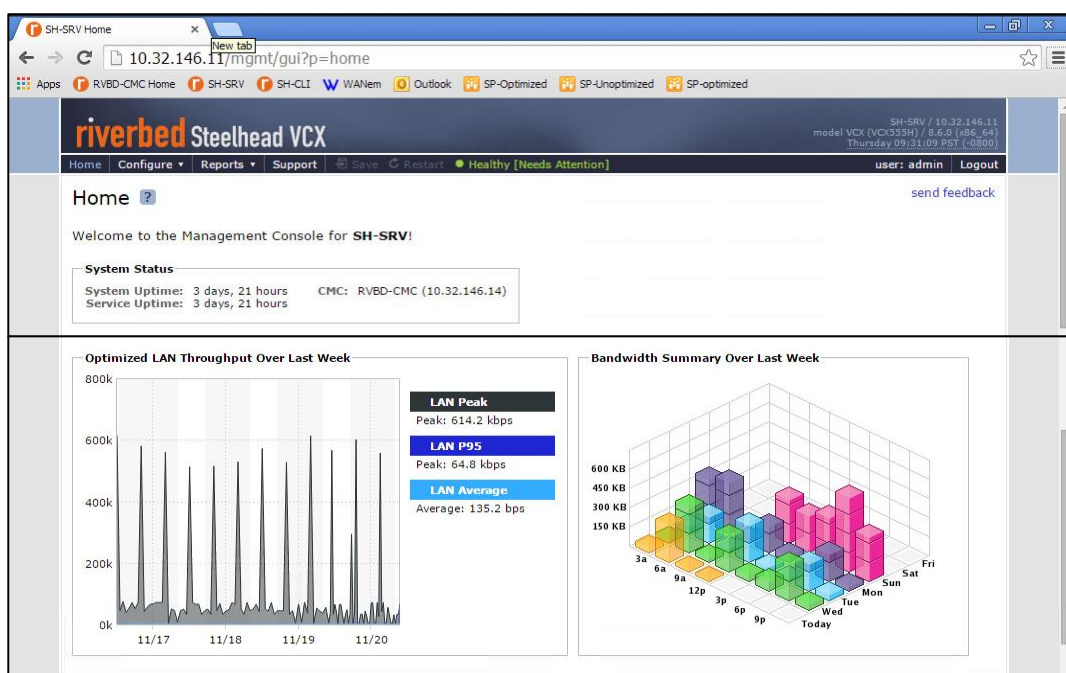 SH-SRV Home
New tab
10.32.146.11/mgmt/gui?p=home
Apps RVBD-CMC Home SH-SRV SH-CLI WANem Outlook SP-Optimized SP-Unoptimized SP-optimized
riverbed Steelhead VCX
SH-SRV / 10.32.146.11
model VCX (VCX555H) / 8.6.0 (x86_64)
Thursday 09:31:09 PST (-0800)
Home Configure Reports Support Save Restart Healthy [Needs Attention] user: admin Logout
Home ? send feedback
Welcome to the Management Console for SH-SRV!
System Status
System Uptime: 3 days, 21 hours CMC: RVBD-CMC (10.32.146.14)
Service Uptime: 3 days, 21 hours
Optimized LAN Throughput Over Last Week
800k
600k
400k
200k
0k
11/17 11/18 11/19 11/20
LAN Peak
Peak: 614.2 kbps
LAN P95
Peak: 64.8 kbps
LAN Average
Average: 135.2 bps
Bandwidth Summary Over Last Week
600 KB
450 KB
300 KB
150 KB
3a
6a
9a
12p
3p
6p
9p
Today
Wed
Tue
Mon
Sun
Sat
Fri